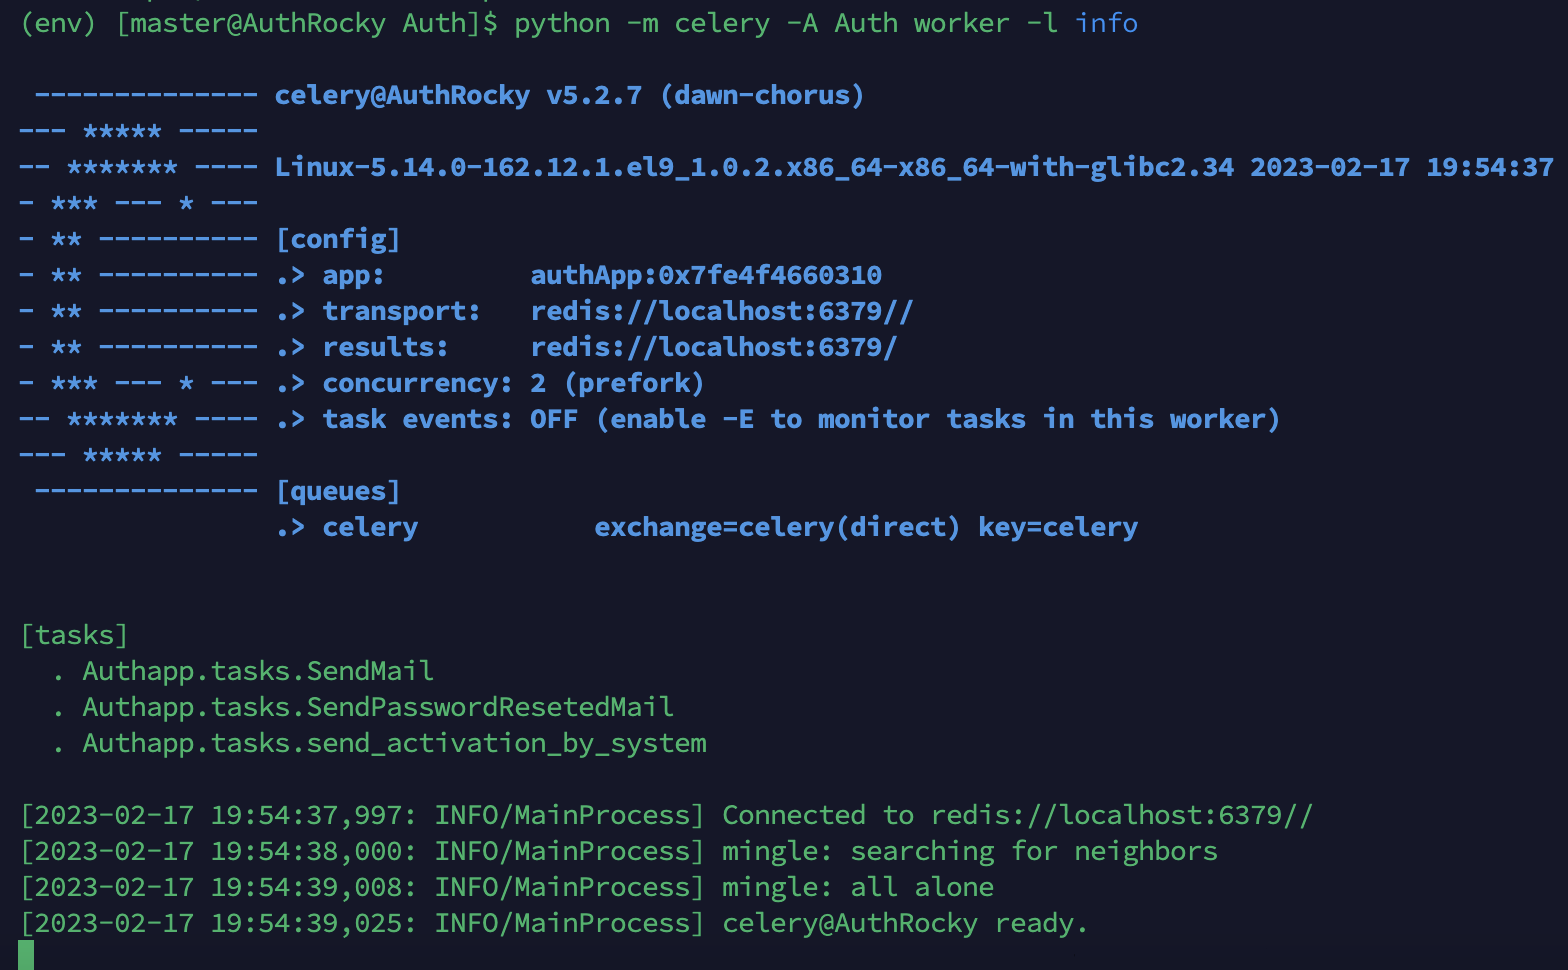 (env) [master@AuthRocky Auth]$ python -m celery -A Auth worker -l info
 -------------- celery@AuthRocky v5.2.7 (dawn-chorus)
--- ***** -----
-- ******* ---- Linux-5.14.0-162.12.1.el9_1.0.2.x86_64-x86_64-with-glibc2.34 2023-02-17 19:54:37
- *** --- * ---
- ** ---------- [config]
- ** ---------- .> app:         authApp:0x7fe4f4660310
- ** ---------- .> transport:   redis://localhost:6379//
- ** ---------- .> results:     redis://localhost:6379/
- *** --- * --- .> concurrency: 2 (prefork)
-- ******* ---- .> task events: OFF (enable -E to monitor tasks in this worker)
--- ***** -----
 -------------- [queues]
                .> celery           exchange=celery(direct) key=celery
[tasks]
  . Authapp.tasks.SendMail
  . Authapp.tasks.SendPasswordResetedMail
  . Authapp.tasks.send_activation_by_system
[2023-02-17 19:54:37,997: INFO/MainProcess] Connected to redis://localhost:6379//
[2023-02-17 19:54:38,000: INFO/MainProcess] mingle: searching for neighbors
[2023-02-17 19:54:39,008: INFO/MainProcess] mingle: all alone
[2023-02-17 19:54:39,025: INFO/MainProcess] celery@AuthRocky ready.